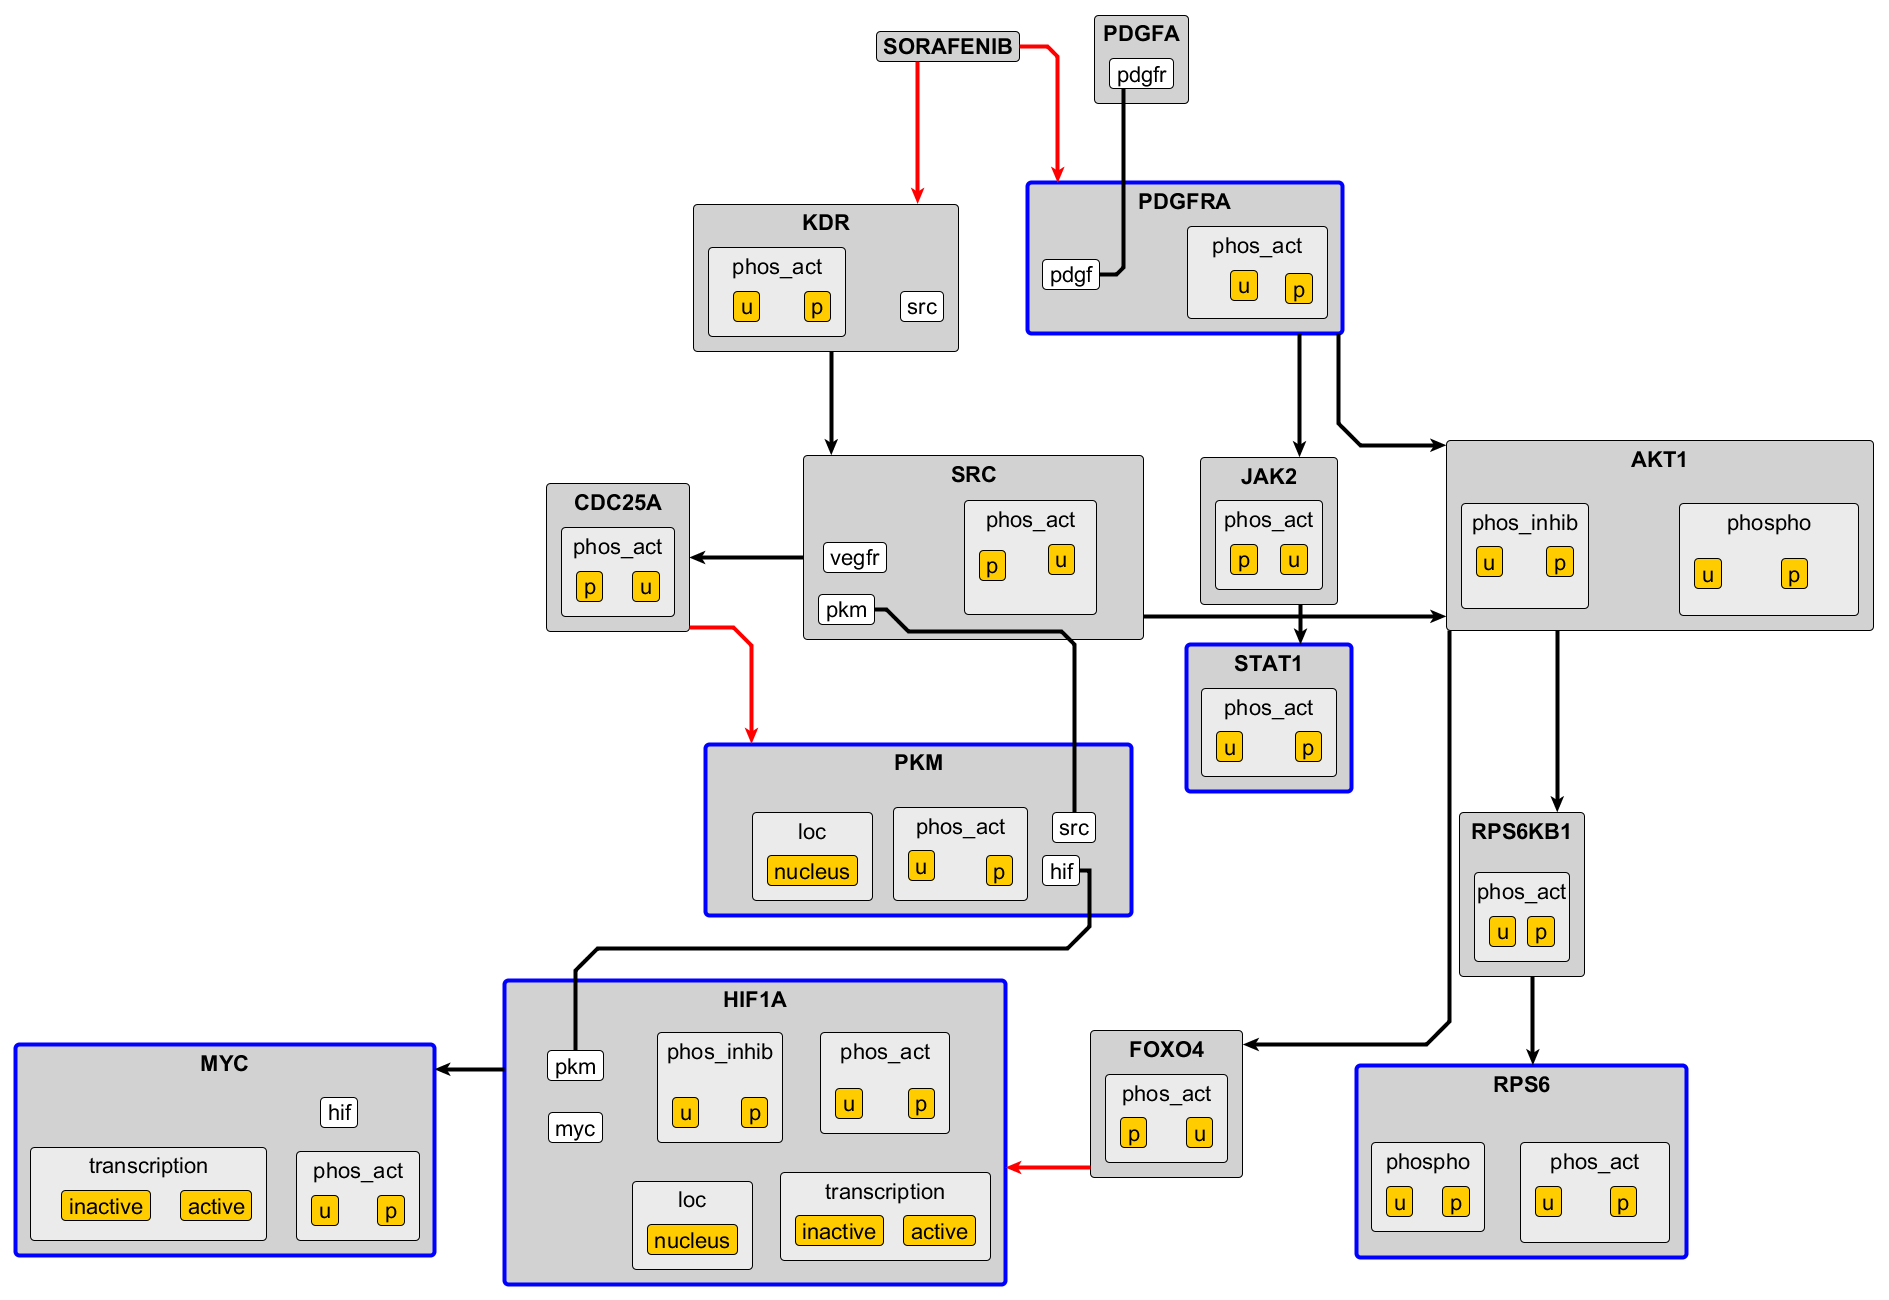 SORAFENIB
PDGFA
pdgfr
PDGFRA
phos_act
u
p
pdgf
KDR
phos_act
u
p
src
SRC
phos_act
p
u
vegfr
pkm
CDC25A
phos_act
p
u
JAK2
phos_act
p
u
AKT1
phos_inhib
u
p
phospho
u
p
STAT1
phos_act
u
p
PKM
loc
nucleus
phos_act
u
p
src
hif
RPS6KB1
phos_act
u
p
HIF1A
pkm
myc
phos_inhib
u
p
phos_act
u
p
loc
nucleus
transcription
inactive
active
MYC
hif
transcription
inactive
active
phos_act
u
p
FOXO4
phos_act
p
u
RPS6
phospho
u
p
phos_act
u
p